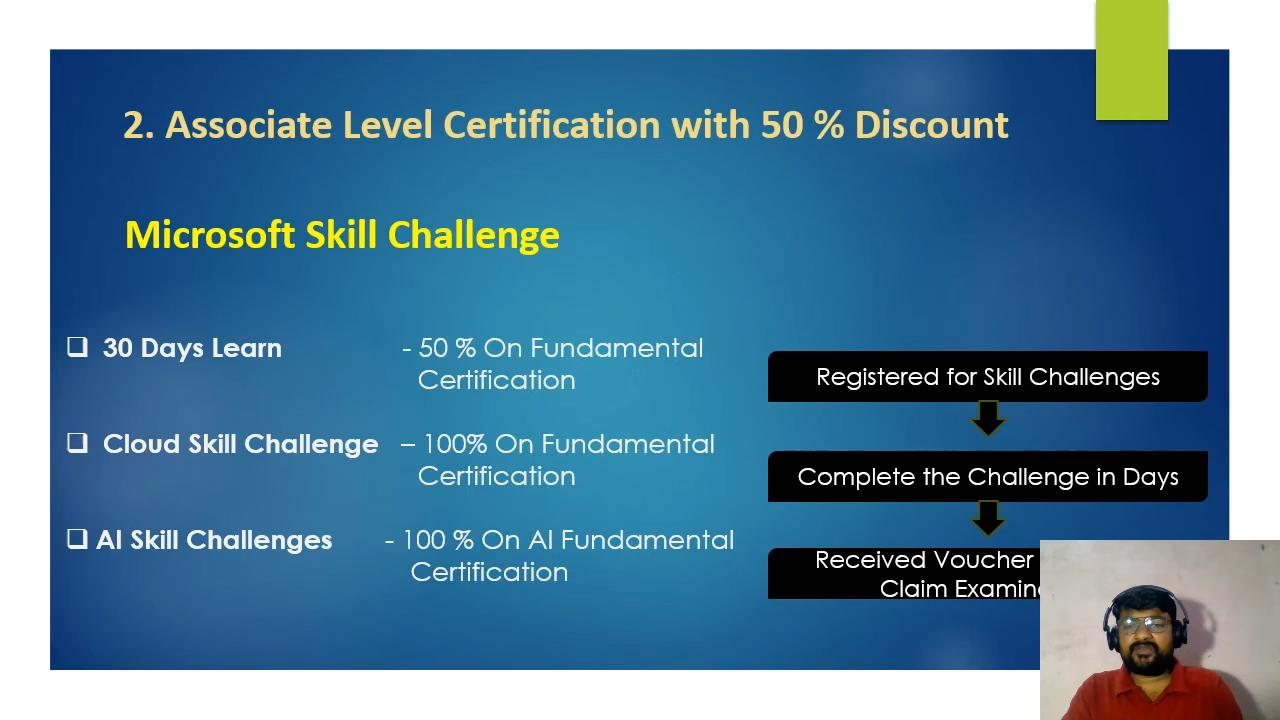 2. Associate Level Certification with 50 % Discount
Microsoft Skill Challenge
30 Days Learn - 50 % On Fundamental
Certification
Cloud Skill Challenge – 100% On Fundamental
Certification
AI Skill Challenges - 100 % On AI Fundamental
Certification
Registered for Skill Challenges
Complete the Challenge in Days
Received Voucher
Claim